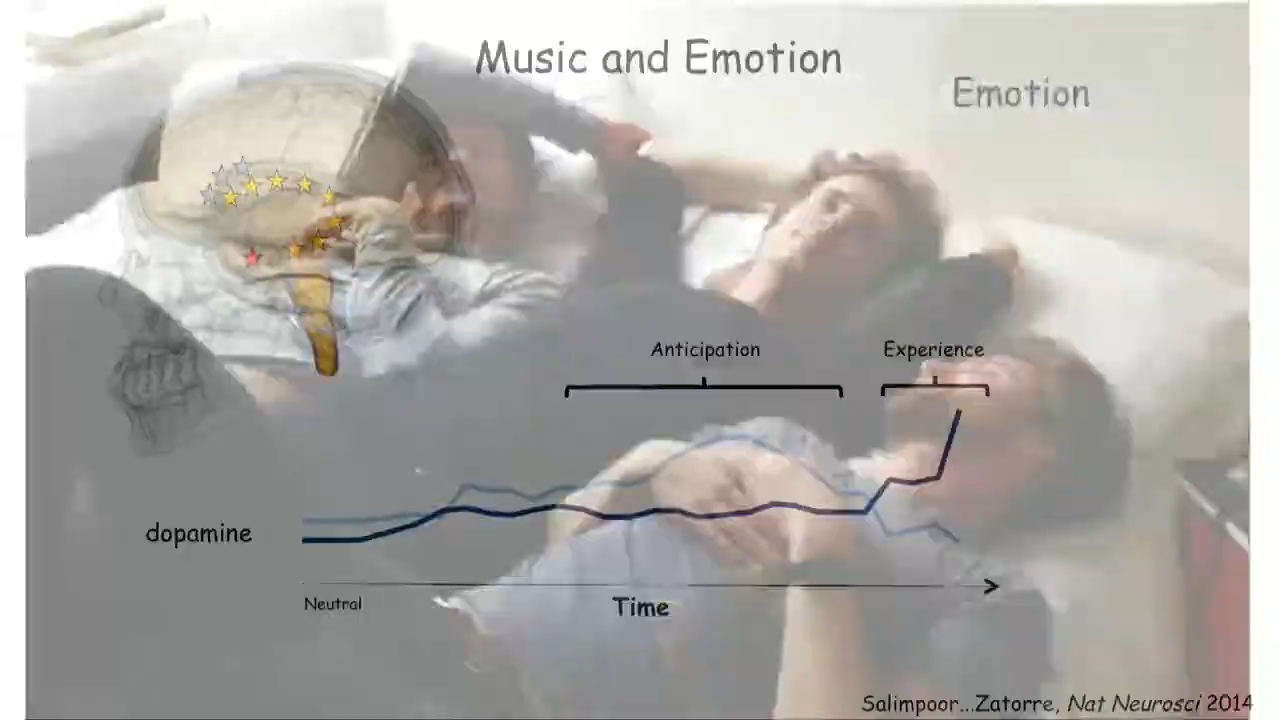 Music and Emotion
Emotion
Anticipation
Experience
dopamine
Neutral
Time
Salimpoor...Zatorre, Nat Neurosci 2014